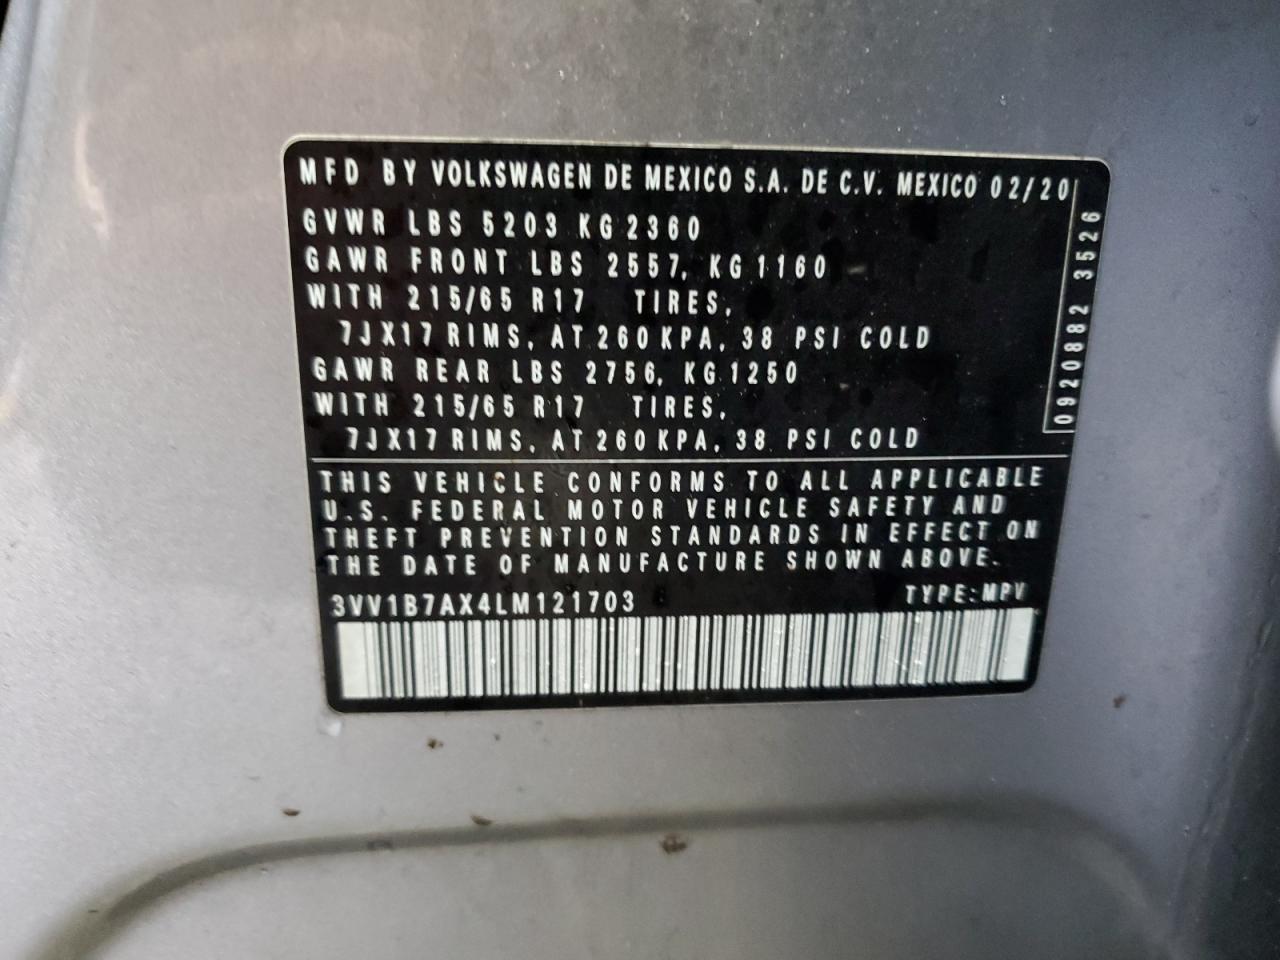 MFD BY VOLKSWAGEN DE MEXICO S.A. DE C.V. MEXICO 02/20
GVWR LBS 5203 KG 2360
GAWR FRONT LBS 2557, KG 1160
WITH 215/65 R17 TIRES,
7JX17 RIMS, AT 260 KPA, 38 PSI COLD
GAWR REAR LBS 2756, KG 1250
WITH 215/65 R17 TIRES,
7JX17 RIMS, AT 260 KPA, 38 PSI COLD
0920882 3526
THIS VEHICLE CONFORMS TO ALL APPLICABLE
U.S. FEDERAL MOTOR VEHICLE SAFETY AND
THEFT PREVENTION STANDARDS IN EFFECT ON
THE DATE OF MANUFACTURE SHOWN ABOVE.
3VV1B7AX4LM121703 TYPE: MPV